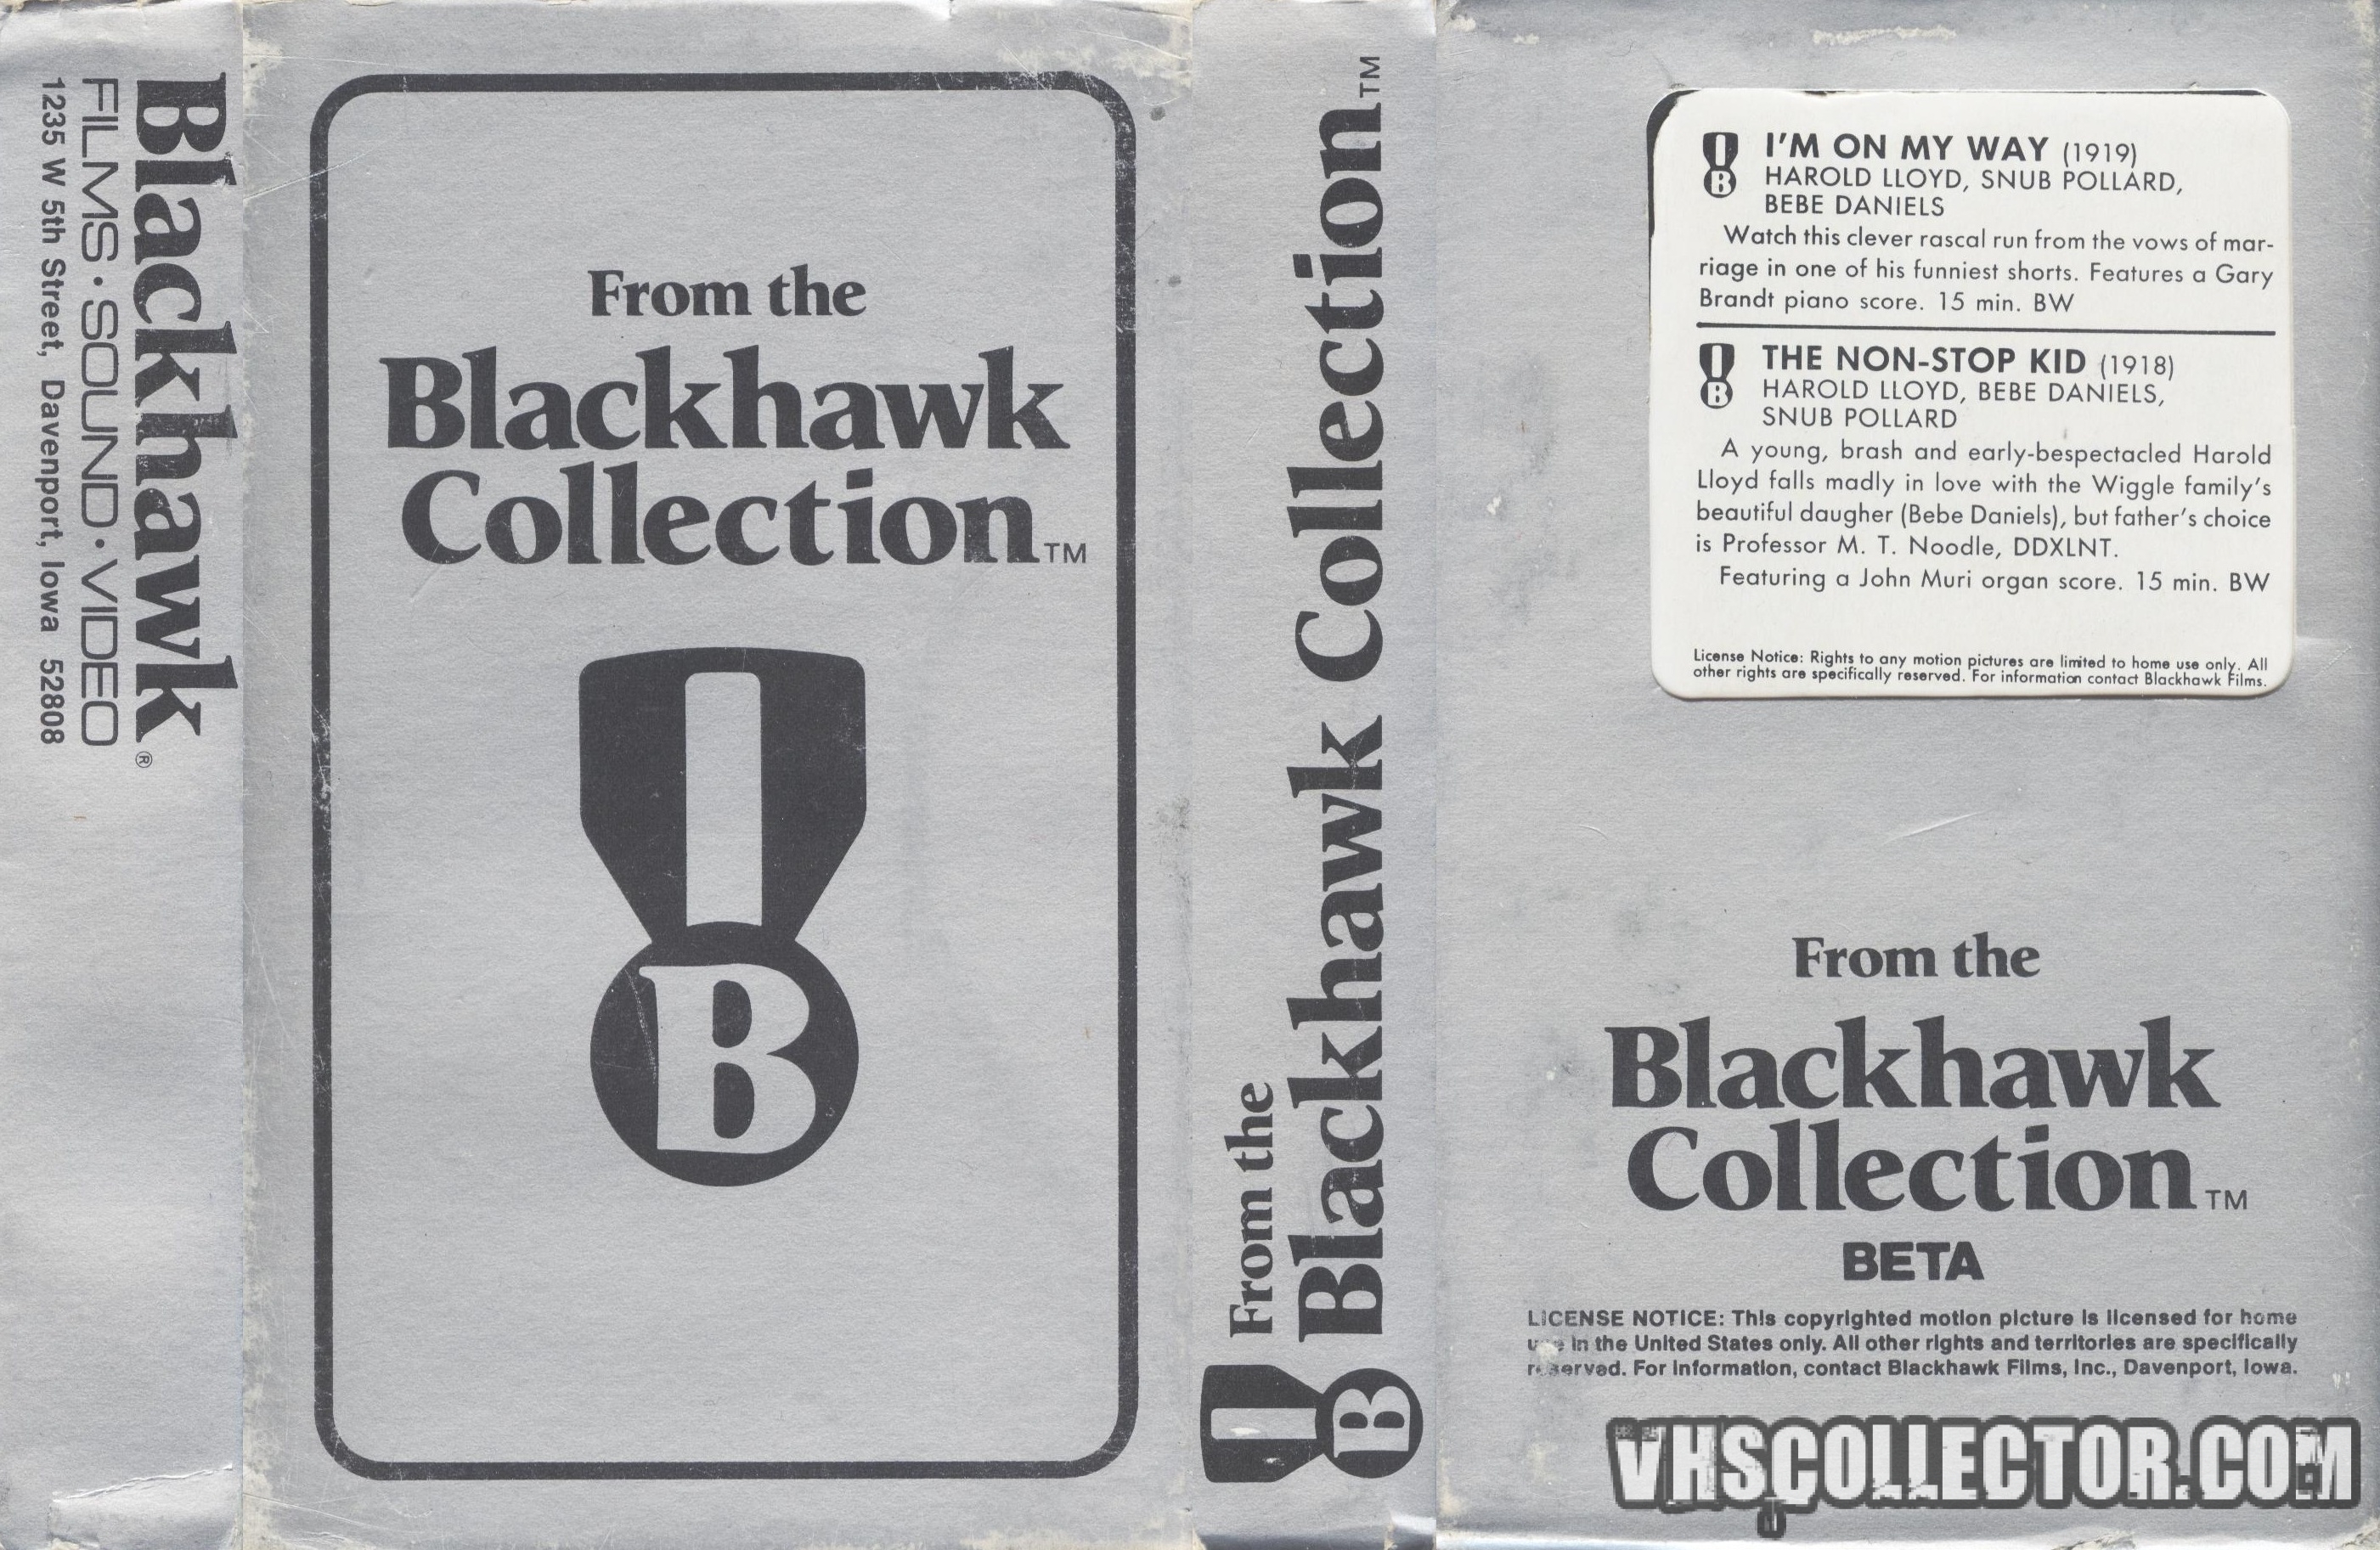 Blackhawk®
FILMS·SOUND·VIDEO
1235 W 5th Street, Davenport, Iowa 52808
From the
Blackhawk
Collection™
B
From the
Blackhawk Collection™
B
I'M ON MY WAY (1919)
HAROLD LLOYD, SNUB POLLARD,
BEBE DANIELS
Watch this clever rascal run from the vows of mar-
riage in one of his funniest shorts. Features a Gary
Brandt piano score. 15 min. BW
B
THE NON-STOP KID (1918)
HAROLD LLOYD, BEBE DANIELS,
SNUB POLLARD
A young, brash and early-bespectacled Harold
Lloyd falls madly in love with the Wiggle family's
beautiful daugher (Bebe Daniels), but father's choice
is Professor M. T. Noodle, DDXLNT.
Featuring a John Muri organ score. 15 min. BW
B
License Notice: Rights to any motion pictures are limited to home use only. All
other rights are specifically reserved. For information contact Blackhawk Films.
From the
Blackhawk
Collection™
BETA
LICENSE NOTICE: This copyrighted motion picture is licensed for home
use in the United States only. All other rights and territories are specifically
reserved. For information, contact Blackhawk Films, Inc., Davenport, Iowa.
VHSCOLLECTOR.COM